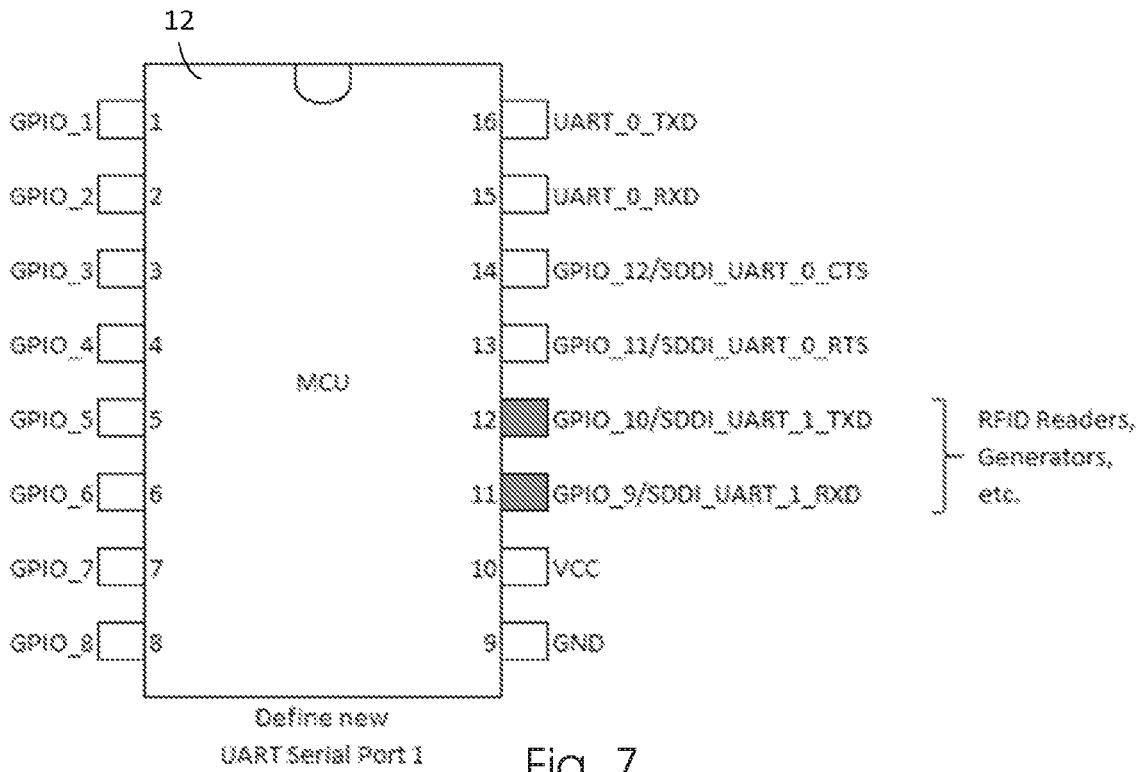 12
GPIO_1 1 16 UART_0_TXD
GPIO_2 2 15 UART_0_RXD
GPIO_3 3 14 GPIO_12/SDDI_UART_0_CTS
GPIO_4 4 13 GPIO_11/SDDI_UART_0_RTS
MCU
GPIO_5 5 12 GPIO_10/SDDI_UART_1_TXD
GPIO_6 6 11 GPIO_9/SDDI_UART_1_RXD
RFID Readers,
Generators,
etc.
GPIO_7 7 10 VCC
GPIO_8 8 9 GND
Define new
UART Serial Port 1
Fig. 7